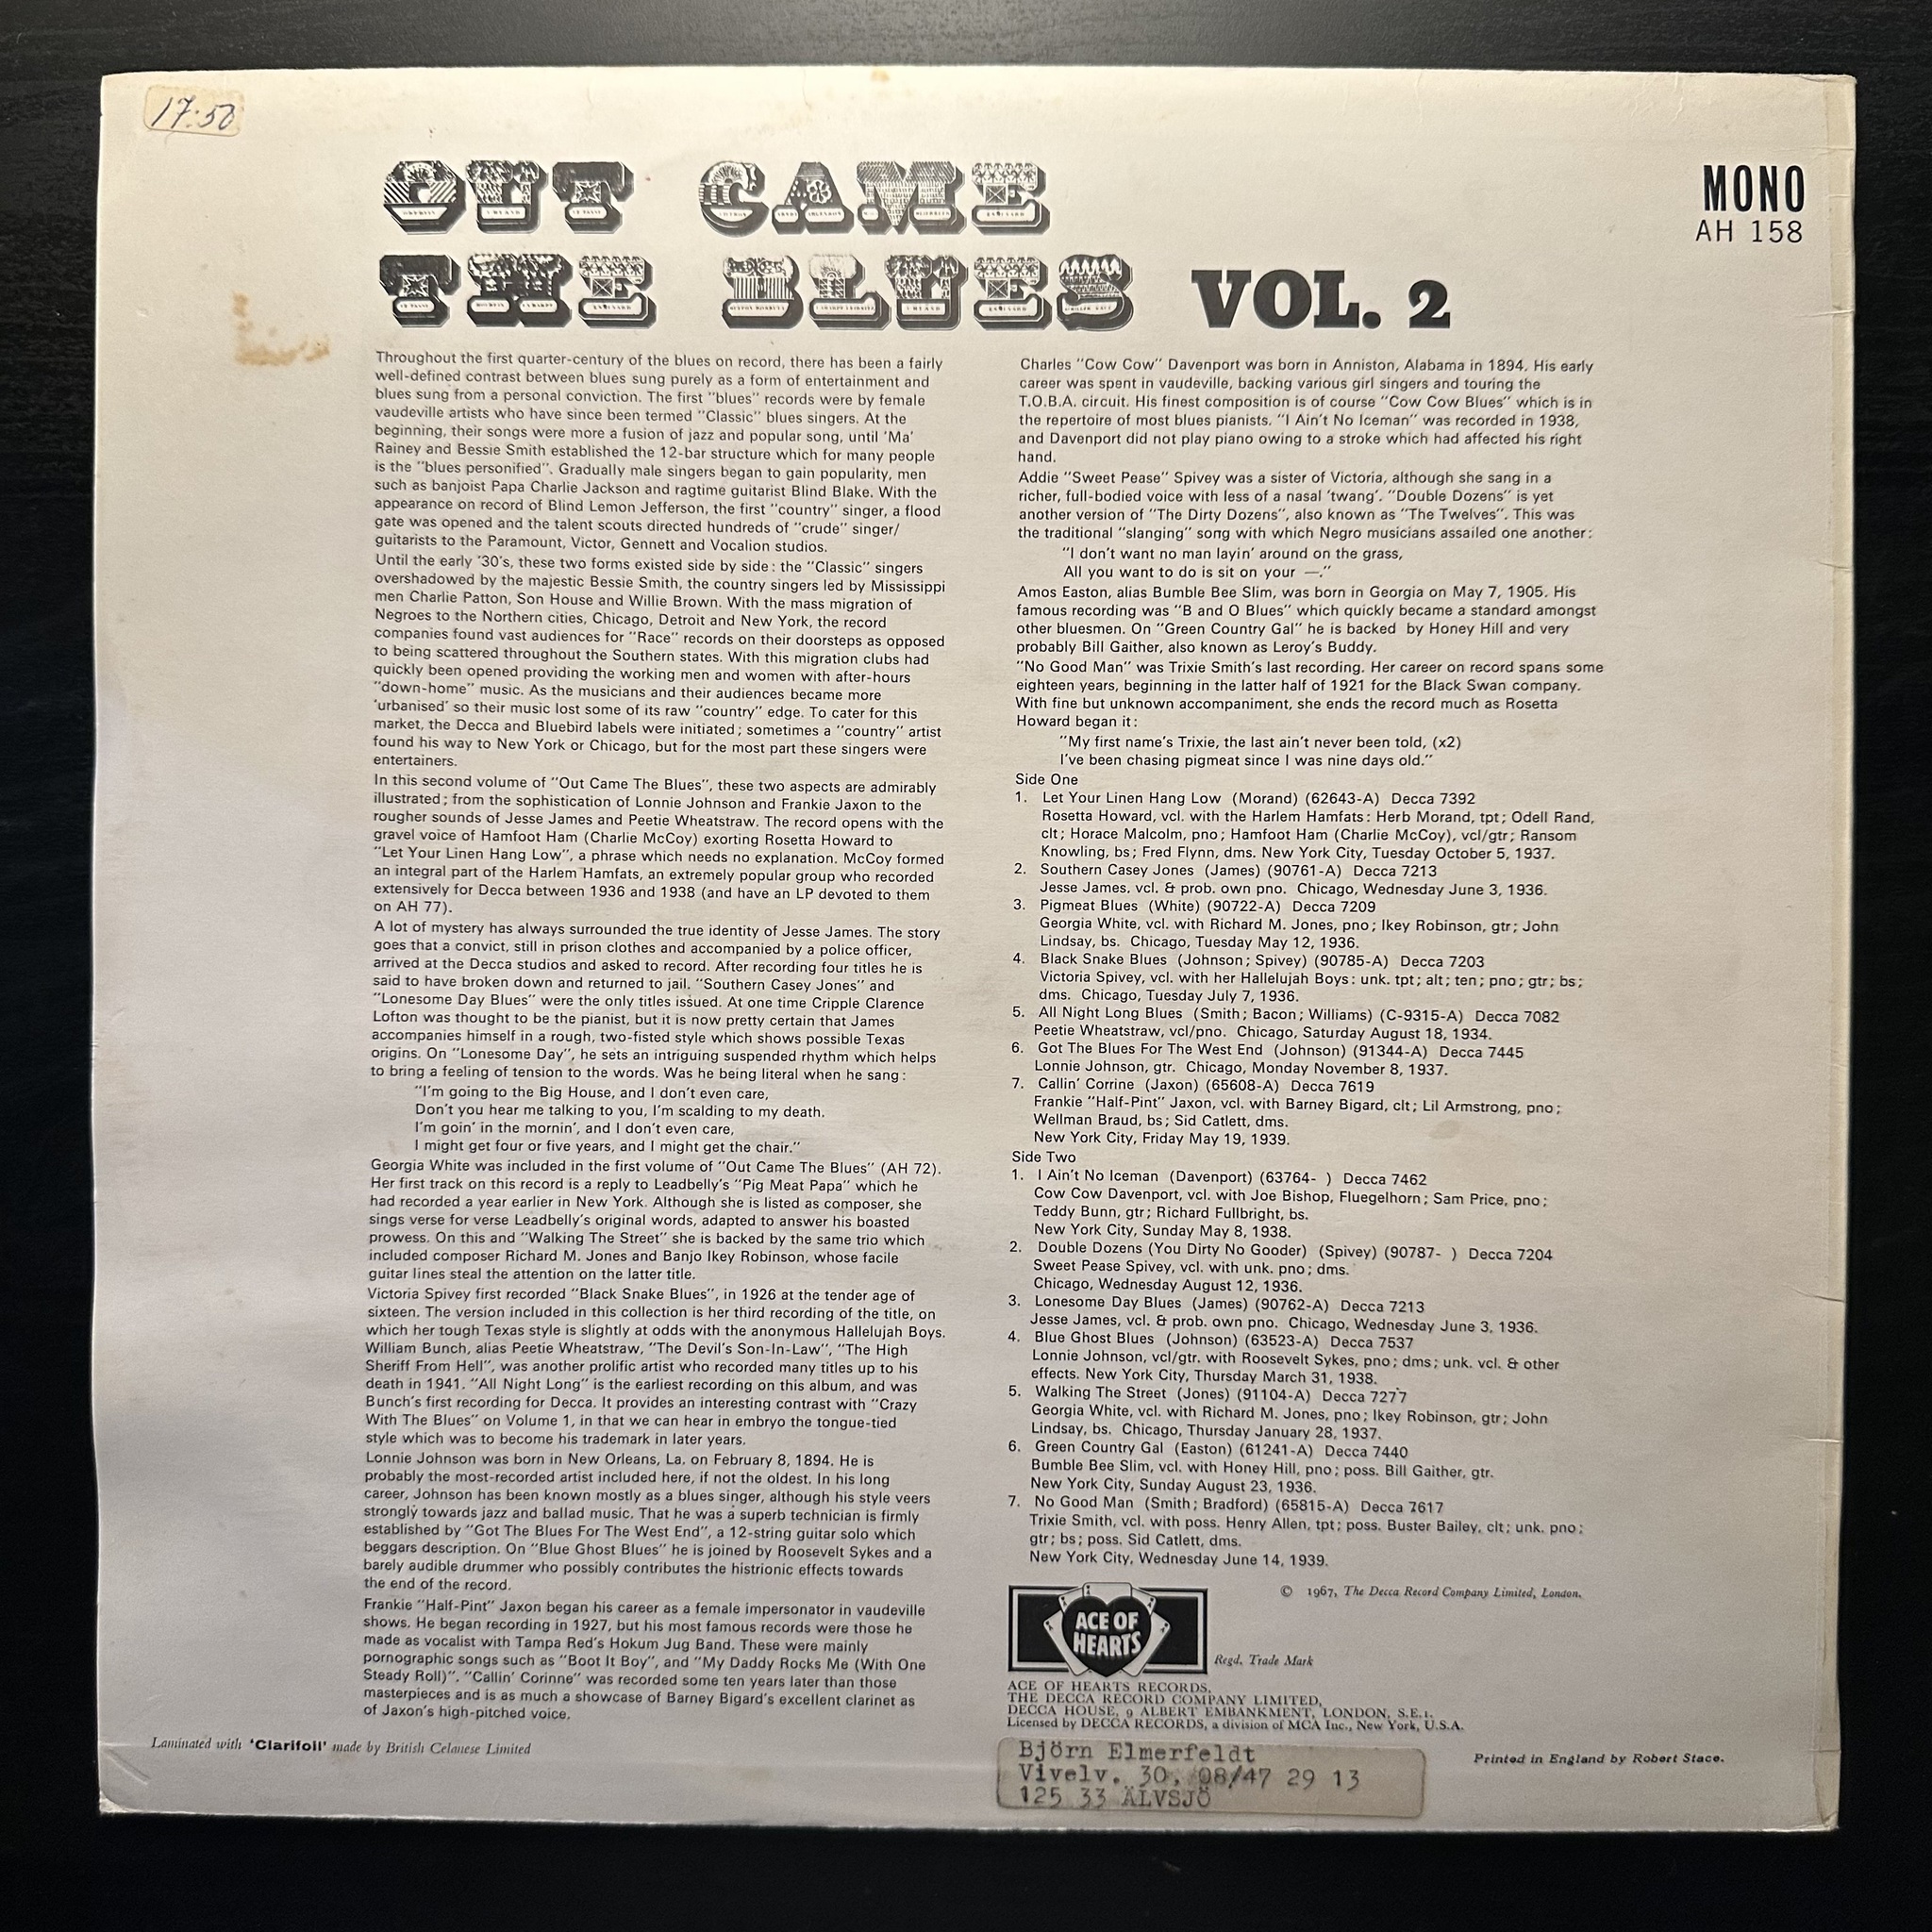 17:50
OUT CAME
THE BLUES VOL. 2
MONO
AH 158
Throughout the first quarter-century of the blues on record, there has been a fairly
well-defined contrast between blues sung purely as a form of entertainment and
blues sung from a personal conviction. The first "blues" records were by female
vaudeville artists who have since been termed "Classic" blues singers. At the
beginning, their songs were more a fusion of jazz and popular song, until 'Ma'
Rainey and Bessie Smith established the 12-bar structure which for many people
is the "blues personified". Gradually male singers began to gain popularity, men
such as banjoist Papa Charlie Jackson and ragtime guitarist Blind Blake. With the
appearance on record of Blind Lemon Jefferson, the first "country" singer, a flood
gate was opened and the talent scouts directed hundreds of "crude" singer/
guitarists to the Paramount, Victor, Gennett and Vocalion studios.
Until the early '30's, these two forms existed side by side: the "Classic" singers
overshadowed by the majestic Bessie Smith, the country singers led by Mississippi
men Charlie Patton, Son House and Willie Brown. With the mass migration of
Negroes to the Northern cities, Chicago, Detroit and New York, the record
companies found vast audiences for "Race" records on their doorsteps as opposed
to being scattered throughout the Southern states. With this migration clubs had
quickly been opened providing the working men and women with after-hours
"down-home" music. As the musicians and their audiences became more
'urbanised' so their music lost some of its raw "country" edge. To cater for this
market, the Decca and Bluebird labels were initiated; sometimes a "country" artist
found his way to New York or Chicago, but for the most part these singers were
entertainers.
In this second volume of "Out Came The Blues", these two aspects are admirably
illustrated; from the sophistication of Lonnie Johnson and Frankie Jaxon to the
rougher sounds of Jesse James and Peetie Wheatstraw. The record opens with the
gravel voice of Hamfoot Ham (Charlie McCoy) exorting Rosetta Howard to
"Let Your Linen Hang Low", a phrase which needs no explanation. McCoy formed
an integral part of the Harlem Hamfats, an extremely popular group who recorded
extensively for Decca between 1936 and 1938 (and have an LP devoted to them
on AH 77).
A lot of mystery has always surrounded the true identity of Jesse James. The story
goes that a convict, still in prison clothes and accompanied by a police officer,
arrived at the Decca studios and asked to record. After recording four titles he is
said to have broken down and returned to jail. "Southern Casey Jones" and
"Lonesome Day Blues" were the only titles issued. At one time Cripple Clarence
Lofton was thought to be the pianist, but it is now pretty certain that James
accompanies himself in a rough, two-fisted style which shows possible Texas
origins. On "Lonesome Day", he sets an intriguing suspended rhythm which helps
to bring a feeling of tension to the words. Was he being literal when he sang:
"I'm going to the Big House, and I don't even care,
Don't you hear me talking to you, I'm scalding to my death.
I'm goin' in the mornin', and I don't even care,
I might get four or five years, and I might get the chair."
Georgia White was included in the first volume of "Out Came The Blues" (AH 72).
Her first track on this record is a reply to Leadbelly's "Pig Meat Papa" which he
had recorded a year earlier in New York. Although she is listed as composer, she
sings verse for verse Leadbelly's original words, adapted to answer his boasted
prowess. On this and "Walking The Street" she is backed by the same trio which
included composer Richard M. Jones and Banjo Ikey Robinson, whose facile
guitar lines steal the attention on the latter title.
Victoria Spivey first recorded "Black Snake Blues", in 1926 at the tender age of
sixteen. The version included in this collection is her third recording of the title, on
which her tough Texas style is slightly at odds with the anonymous Hallelujah Boys.
William Bunch, alias Peetie Wheatstraw, "The Devil's Son-In-Law", "The High
Sheriff From Hell", was another prolific artist who recorded many titles up to his
death in 1941. "All Night Long" is the earliest recording on this album, and was
Bunch's first recording for Decca. It provides an interesting contrast with "Crazy
With The Blues" on Volume 1, in that we can hear in embryo the tongue-tied
style which was to become his trademark in later years.
Lonnie Johnson was born in New Orleans, La. on February 8, 1894. He is
probably the most-recorded artist included here, if not the oldest. In his long
career, Johnson has been known mostly as a blues singer, although his style veers
strongly towards jazz and ballad music. That he was a superb technician is firmly
established by "Got The Blues For The West End", a 12-string guitar solo which
beggars description. On "Blue Ghost Blues" he is joined by Roosevelt Sykes and a
barely audible drummer who possibly contributes the histrionic effects towards
the end of the record.
Frankie "Half-Pint" Jaxon began his career as a female impersonator in vaudeville
shows. He began recording in 1927, but his most famous records were those he
made as vocalist with Tampa Red's Hokum Jug Band. These were mainly
pornographic songs such as "Boot It Boy", and "My Daddy Rocks Me (With One
Steady Roll)". "Callin' Corinne" was recorded some ten years later than those
masterpieces and is as much a showcase of Barney Bigard's excellent clarinet as
of Jaxon's high-pitched voice.
Charles "Cow Cow" Davenport was born in Anniston, Alabama in 1894. His early
career was spent in vaudeville, backing various girl singers and touring the
T.O.B.A. circuit. His finest composition is of course "Cow Cow Blues" which is in
the repertoire of most blues pianists. "I Ain't No Iceman" was recorded in 1938,
and Davenport did not play piano owing to a stroke which had affected his right
hand.
Addie "Sweet Pease" Spivey was a sister of Victoria, although she sang in a
richer, full-bodied voice with less of a nasal 'twang'. "Double Dozens" is yet
another version of "The Dirty Dozens", also known as "The Twelves". This was
the traditional "slanging" song with which Negro musicians assailed one another:
"I don't want no man layin' around on the grass,
All you want to do is sit on your —."
Amos Easton, alias Bumble Bee Slim, was born in Georgia on May 7, 1905. His
famous recording was "B and O Blues" which quickly became a standard amongst
other bluesmen. On "Green Country Gal" he is backed by Honey Hill and very
probably Bill Gaither, also known as Leroy's Buddy.
"No Good Man" was Trixie Smith's last recording. Her career on record spans some
eighteen years, beginning in the latter half of 1921 for the Black Swan company.
With fine but unknown accompaniment, she ends the record much as Rosetta
Howard began it:
"My first name's Trixie, the last ain't never been told, (x2)
I've been chasing pigmeat since I was nine days old."
Side One
1. Let Your Linen Hang Low (Morand) (62643-A) Decca 7392
Rosetta Howard, vcl. with the Harlem Hamfats: Herb Morand, tpt; Odell Rand,
clt; Horace Malcolm, pno; Hamfoot Ham (Charlie McCoy), vcl/gtr; Ransom
Knowling, bs; Fred Flynn, dms. New York City, Tuesday October 5, 1937.
2. Southern Casey Jones (James) (90761-A) Decca 7213
Jesse James, vcl. & prob. own pno. Chicago, Wednesday June 3, 1936.
3. Pigmeat Blues (White) (90722-A) Decca 7209
Georgia White, vcl. with Richard M. Jones, pno; Ikey Robinson, gtr; John
Lindsay, bs. Chicago, Tuesday May 12, 1936.
4. Black Snake Blues (Johnson; Spivey) (90785-A) Decca 7203
Victoria Spivey, vcl. with her Hallelujah Boys: unk. tpt; alt; ten; pno; gtr; bs;
dms. Chicago, Tuesday July 7, 1936.
5. All Night Long Blues (Smith; Bacon; Williams) (C-9315-A) Decca 7082
Peetie Wheatstraw, vcl/pno. Chicago, Saturday August 18, 1934.
6. Got The Blues For The West End (Johnson) (91344-A) Decca 7445
Lonnie Johnson, gtr. Chicago, Monday November 8, 1937.
7. Callin' Corrine (Jaxon) (65608-A) Decca 7619
Frankie "Half-Pint" Jaxon, vcl. with Barney Bigard, clt; Lil Armstrong, pno;
Wellman Braud, bs; Sid Catlett, dms.
New York City, Friday May 19, 1939.
Side Two
1. I Ain't No Iceman (Davenport) (63764- ) Decca 7462
Cow Cow Davenport, vcl. with Joe Bishop, Fluegelhorn; Sam Price, pno;
Teddy Bunn, gtr; Richard Fullbright, bs.
New York City, Sunday May 8, 1938.
2. Double Dozens (You Dirty No Gooder) (Spivey) (90787- ) Decca 7204
Sweet Pease Spivey, vcl. with unk. pno; dms.
Chicago, Wednesday August 12, 1936.
3. Lonesome Day Blues (James) (90762-A) Decca 7213
Jesse James, vcl. & prob. own pno. Chicago, Wednesday June 3, 1936.
4. Blue Ghost Blues (Johnson) (63523-A) Decca 7537
Lonnie Johnson, vcl/gtr. with Roosevelt Sykes, pno; dms; unk. vcl. & other
effects. New York City, Thursday March 31, 1938.
5. Walking The Street (Jones) (91104-A) Decca 7277
Georgia White, vcl. with Richard M. Jones, pno; Ikey Robinson, gtr; John
Lindsay, bs. Chicago, Thursday January 28, 1937.
6. Green Country Gal (Easton) (61241-A) Decca 7440
Bumble Bee Slim, vcl. with Honey Hill, pno; poss. Bill Gaither, gtr.
New York City, Sunday August 23, 1936.
7. No Good Man (Smith; Bradford) (65815-A) Decca 7617
Trixie Smith, vcl. with poss. Henry Allen, tpt; poss. Buster Bailey, clt; unk. pno;
gtr; bs; poss. Sid Catlett, dms.
New York City, Wednesday June 14, 1939.
© 1967, The Decca Record Company Limited, London.
ACE OF
HEARTS
Regd. Trade Mark
ACE OF HEARTS RECORDS,
THE DECCA RECORD COMPANY LIMITED,
DECCA HOUSE, 9 ALBERT EMBANKMENT, LONDON, S.E.1.
Licensed by DECCA RECORDS, a division of MCA Inc., New York, U.S.A.
Laminated with 'Clarifoil' made by British Celanese Limited
Björn Elmerfeldt
Vivelv. 30, 08/47 29 13
125 33 ÄLVSJÖ
Printed in England by Robert Stace.